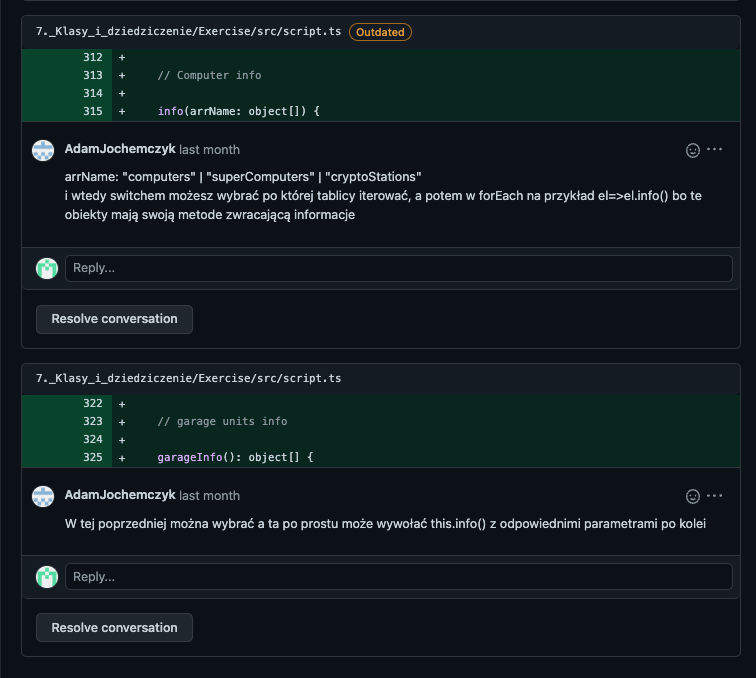 7._Klasy_i_dziedziczenie/Exercise/src/script.ts Outdated
312 +
313 + // Computer info
314 +
315 + info(arrName: object[]) {
AdamJochemczyk last month
arrName: "computers" | "superComputers" | "cryptoStations"
i wtedy switchem możesz wybrać po której tablicy iterować, a potem w forEach na przykład el=>el.info() bo te
obiekty mają swoją metode zwracającą informacje
Reply...
Resolve conversation
7._Klasy_i_dziedziczenie/Exercise/src/script.ts
322 +
323 + // garage units info
324 +
325 + garageInfo(): object[] {
AdamJochemczyk last month
W tej poprzedniej można wybrać a ta po prostu może wywołać this.info() z odpowiednimi parametrami po kolei
Reply...
Resolve conversation